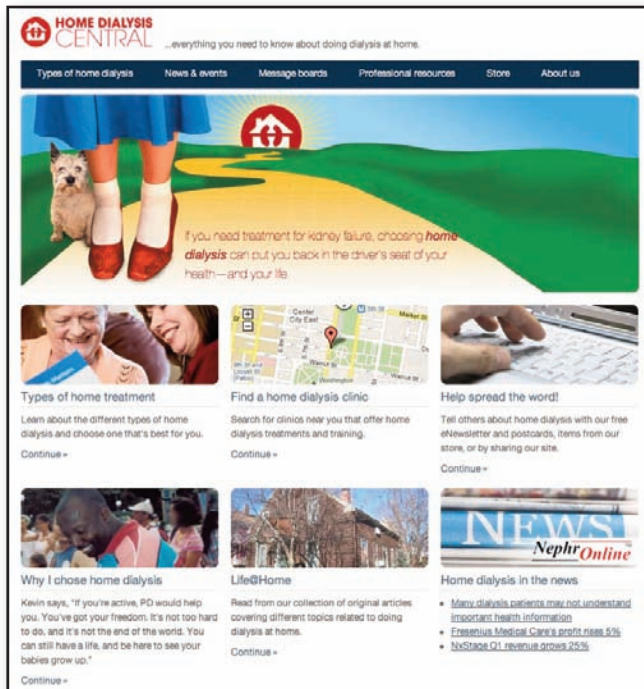 HOME DIALYSIS
CENTRAL
...everything you need to know about doing dialysis at home.
Types of home dialysis
News & events
Message boards
Professional resources
Store
About us
If you need treatment for kidney failure, choosing home
dialysis can put you back in the driver's seat of your
health—and your life.
Types of home treatment
Learn about the different types of home
dialysis and choose one that's best for you.
Continue »
Center
City East
Market St
Walnut St
Washington
Find a home dialysis clinic
Search for clinics near you that offer home
dialysis treatments and training.
Continue »
Help spread the word!
Tell others about home dialysis with our free
eNewsletter and postcards, items from our
store, or by sharing our site.
Continue »
Why I chose home dialysis
Kevin says, "If you're active, PD would help
you. You've got your freedom. It's not too hard
to do, and it's not the end of the world. You
can still have a life, and be here to see your
babies grow up."
Continue »
Life@Home
Read from our collection of original articles
covering different topics related to doing
dialysis at home.
Continue »
NEWS
NephrOnline
Home dialysis in the news
Many dialysis patients may not understand
important health information
Fresenius Medical Care's profit rises 5%
NxStage Q1 revenue grows 25%